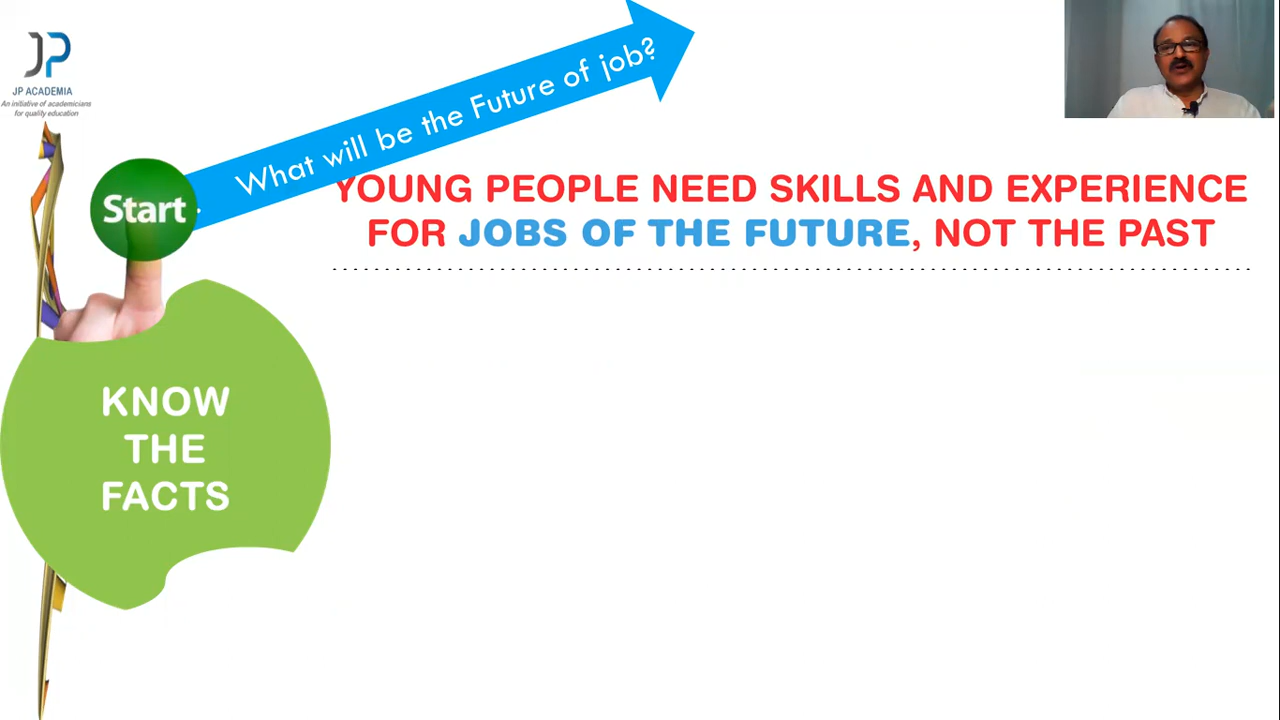 JP ACADEMIA
An initiative of academicians
for quality education
What will be the Future of job?
Start
YOUNG PEOPLE NEED SKILLS AND EXPERIENCE
FOR JOBS OF THE FUTURE, NOT THE PAST
KNOW
THE
FACTS